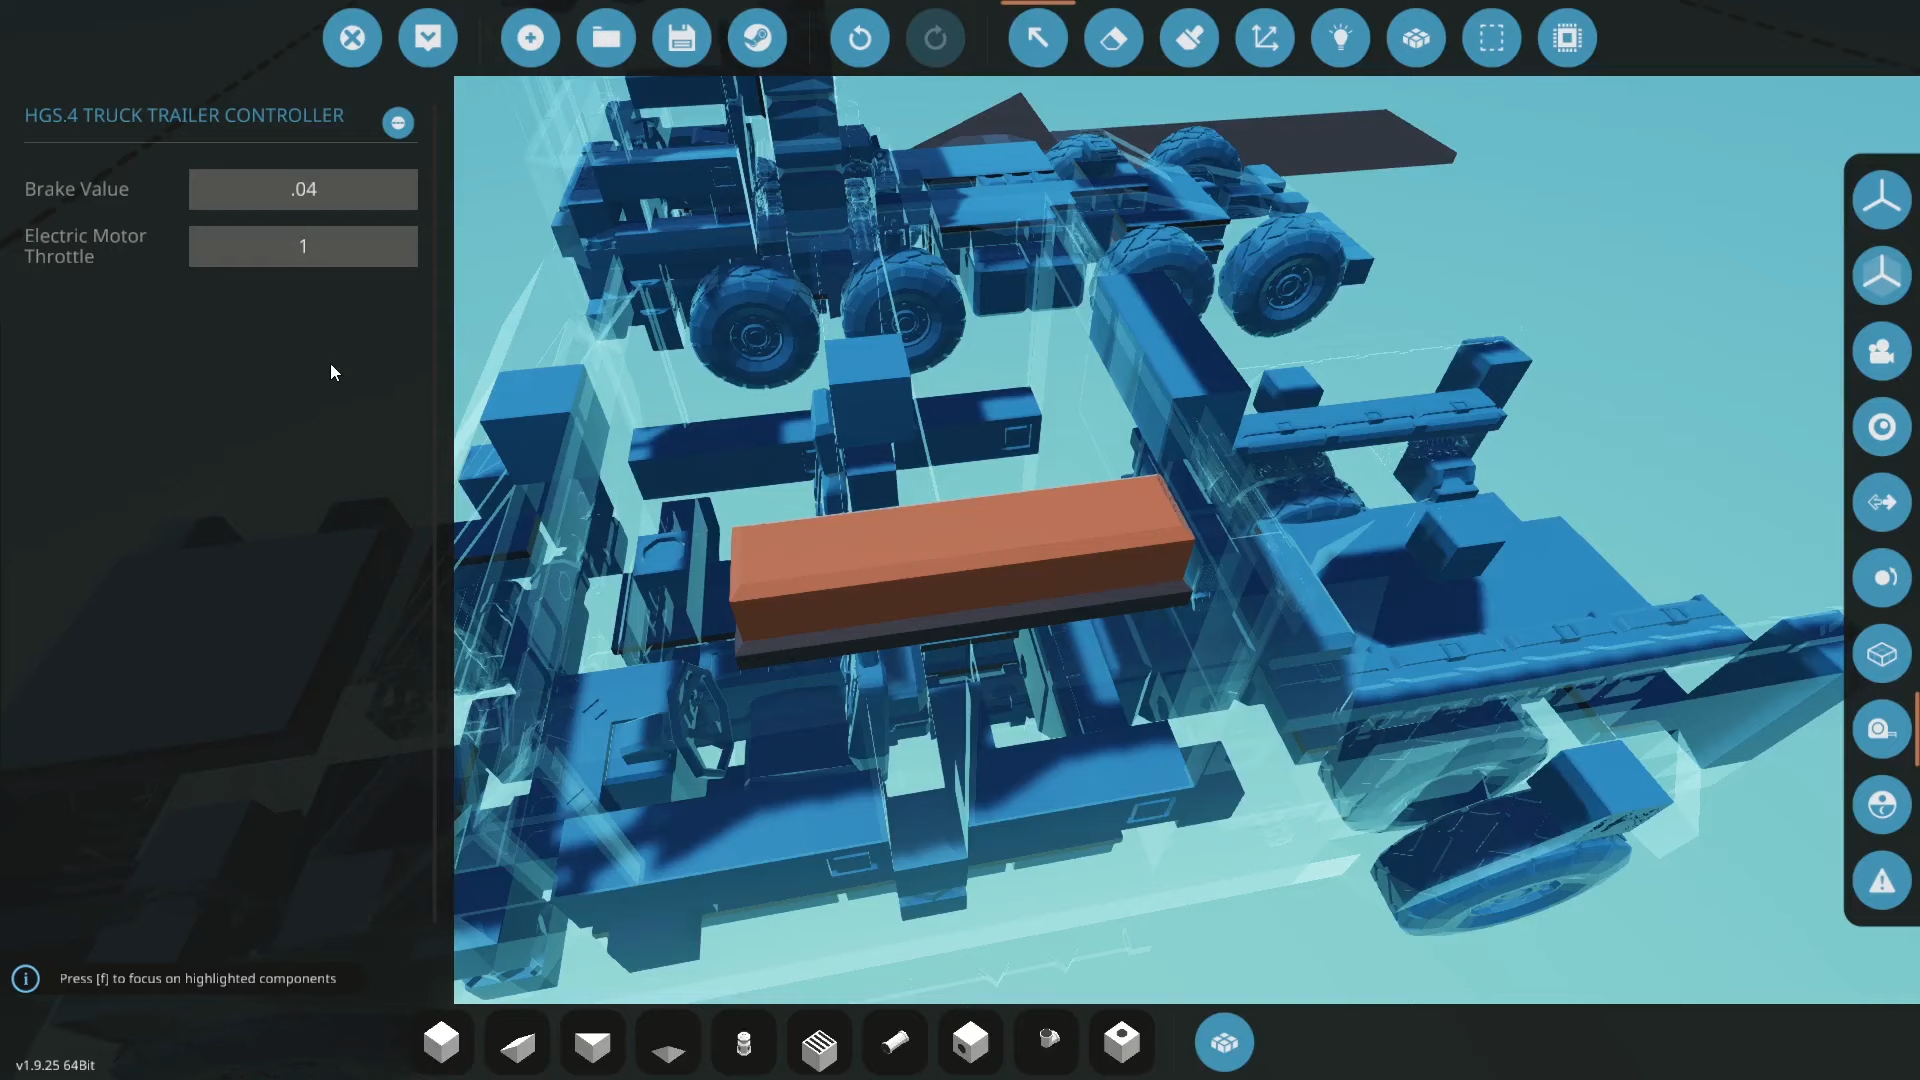 HGS.4 TRUCK TRAILER CONTROLLER
Brake Value
.04
Electric Motor
Throttle
1
Press [f] to focus on highlighted components
v1.9.25 64Bit